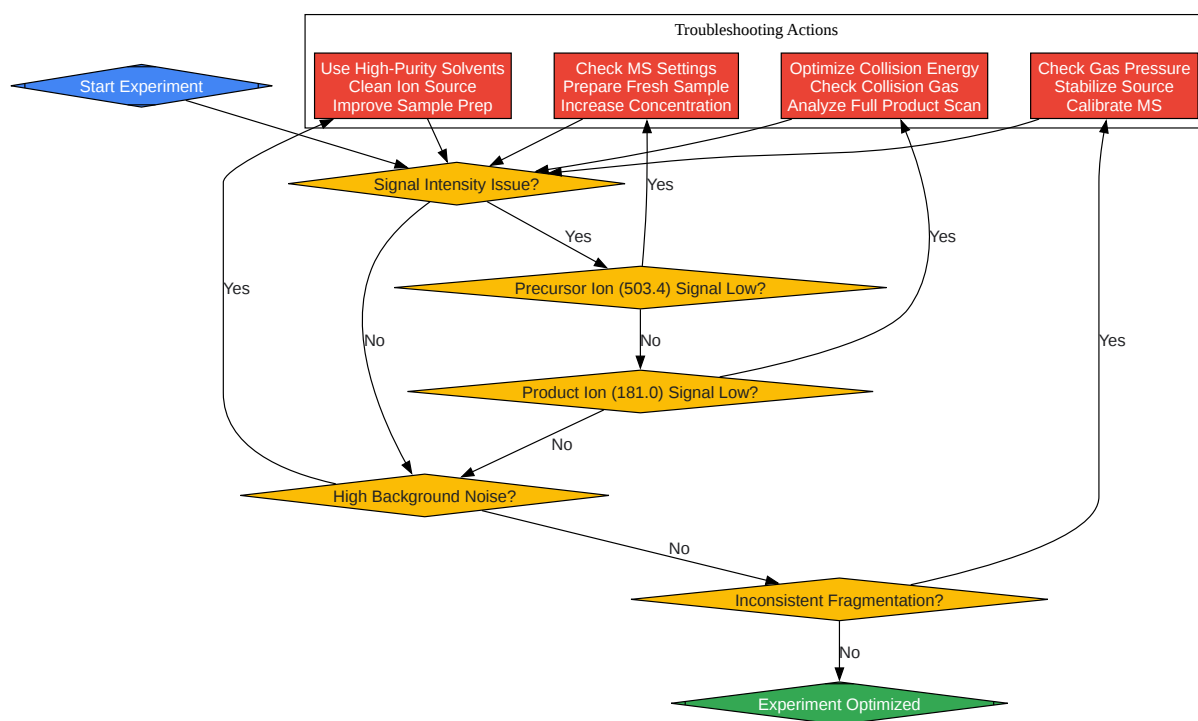 Troubleshooting Actions
Start Experiment
Use High-Purity Solvents
Clean Ion Source
Improve Sample Prep
Check MS Settings
Prepare Fresh Sample
Increase Concentration
Optimize Collision Energy
Check Collision Gas
Analyze Full Product Scan
Check Gas Pressure
Stabilize Source
Calibrate MS
Signal Intensity Issue?
Yes
Yes
Yes
Precursor Ion (503.4) Signal Low?
Yes
No
No
Yes
Product Ion (181.0) Signal Low?
No
High Background Noise?
No
Inconsistent Fragmentation?
No
Experiment Optimized